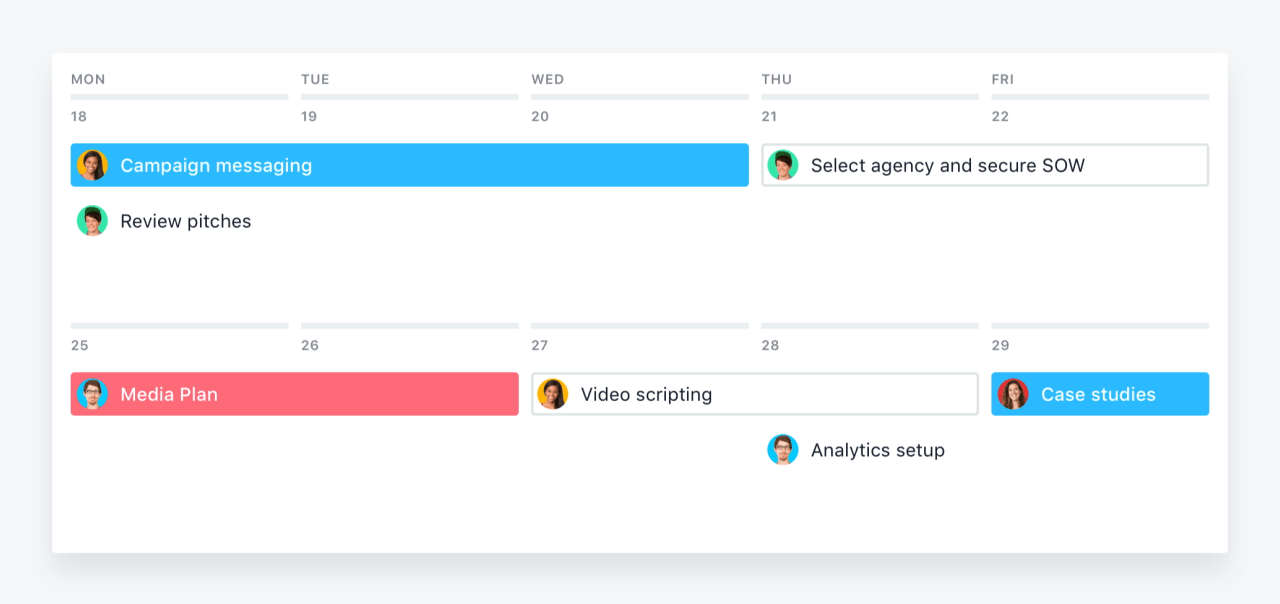 MON TUE WED THU FRI
18 19 20 21 22
Campaign messaging Select agency and secure SOW
Review pitches
25 26 27 28 29
Media Plan Video scripting Case studies
Analytics setup